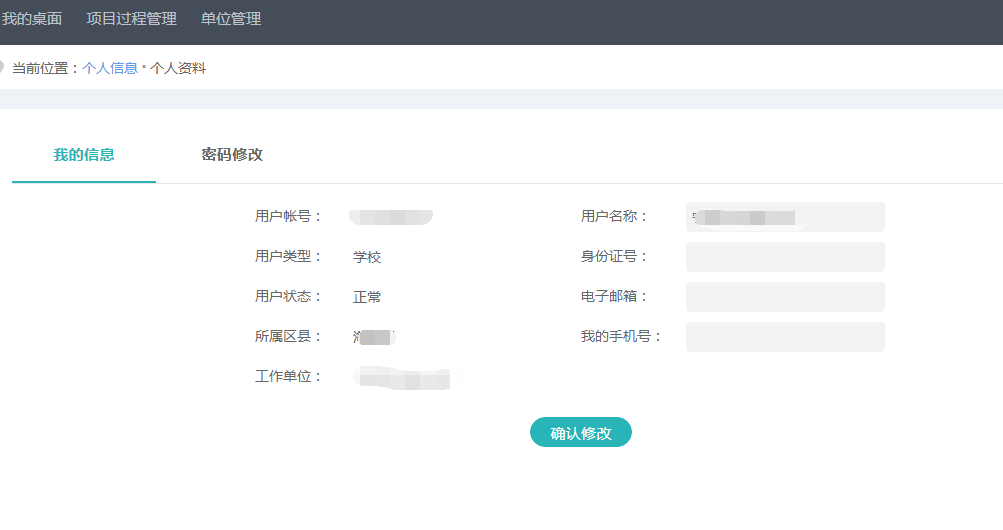 我的桌面 项目过程管理 单位管理
当前位置：个人信息 * 个人资料
我的信息 密码修改
用户帐号： 用户名称：
用户类型： 学校 身份证号：
用户状态： 正常 电子邮箱：
所属区县： 我的手机号：
工作单位：
确认修改